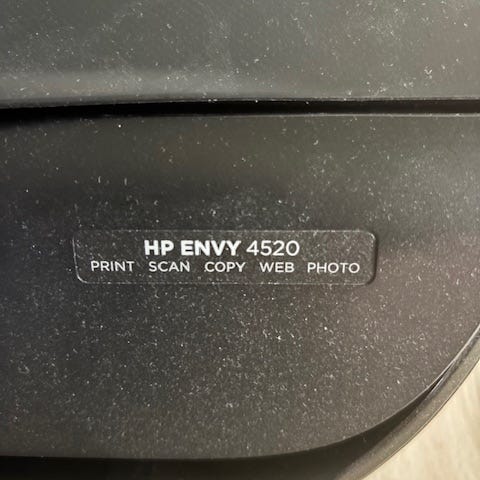 HP ENVY 4520
PRINT SCAN COPY WEB PHOTO